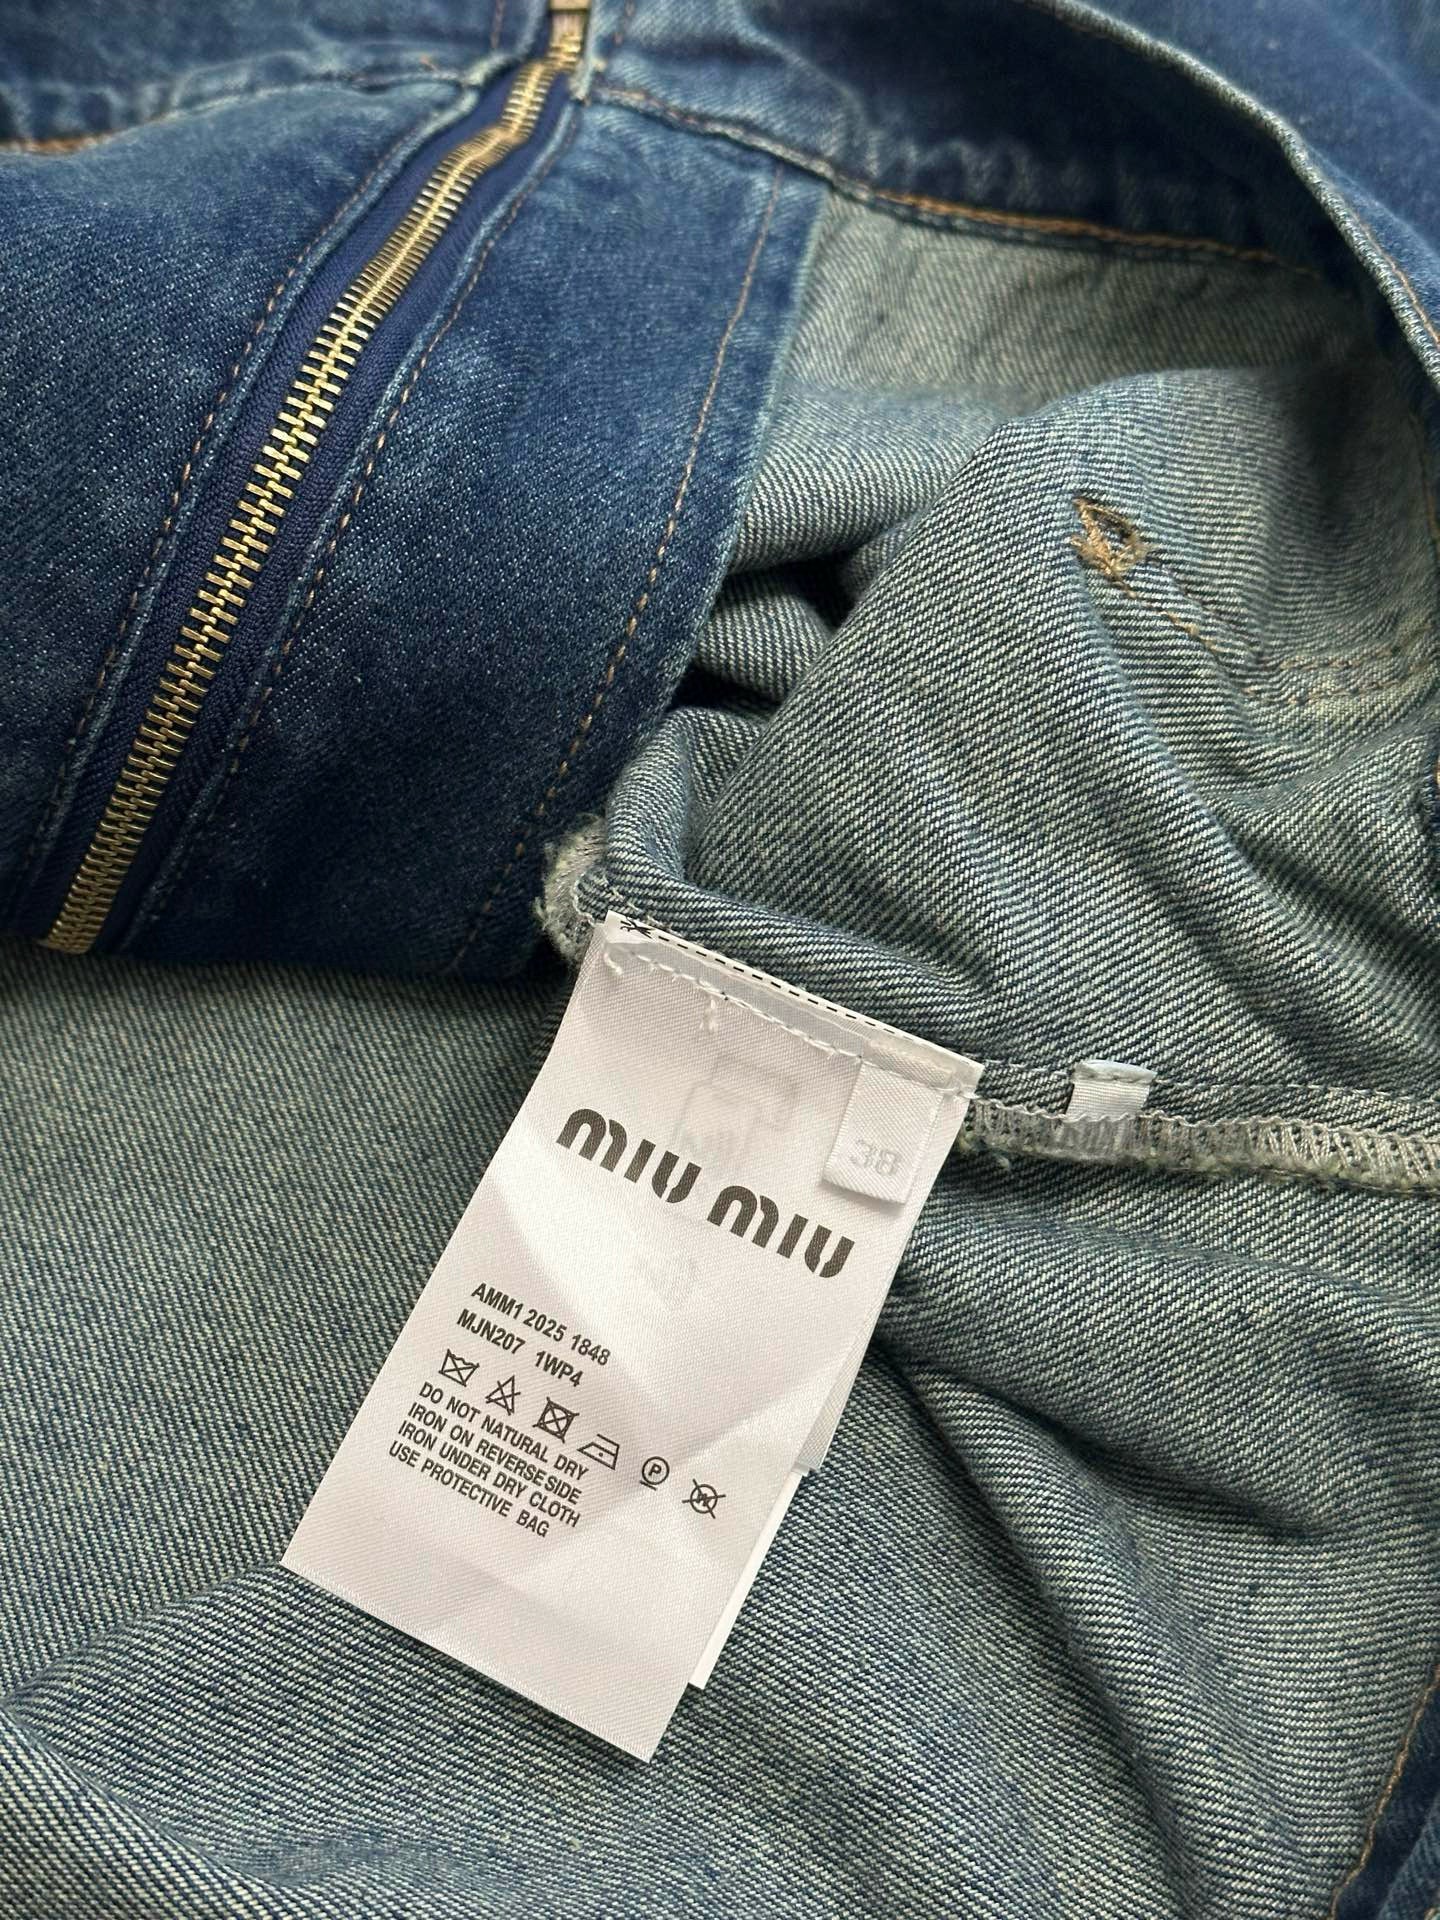 38
miu miu
AMM1 2025 1848
MJN207 1WP4
DO NOT NATURAL DRY
IRON ON REVERSE SIDE
IRON UNDER DRY CLOTH
USE PROTECTIVE BAG